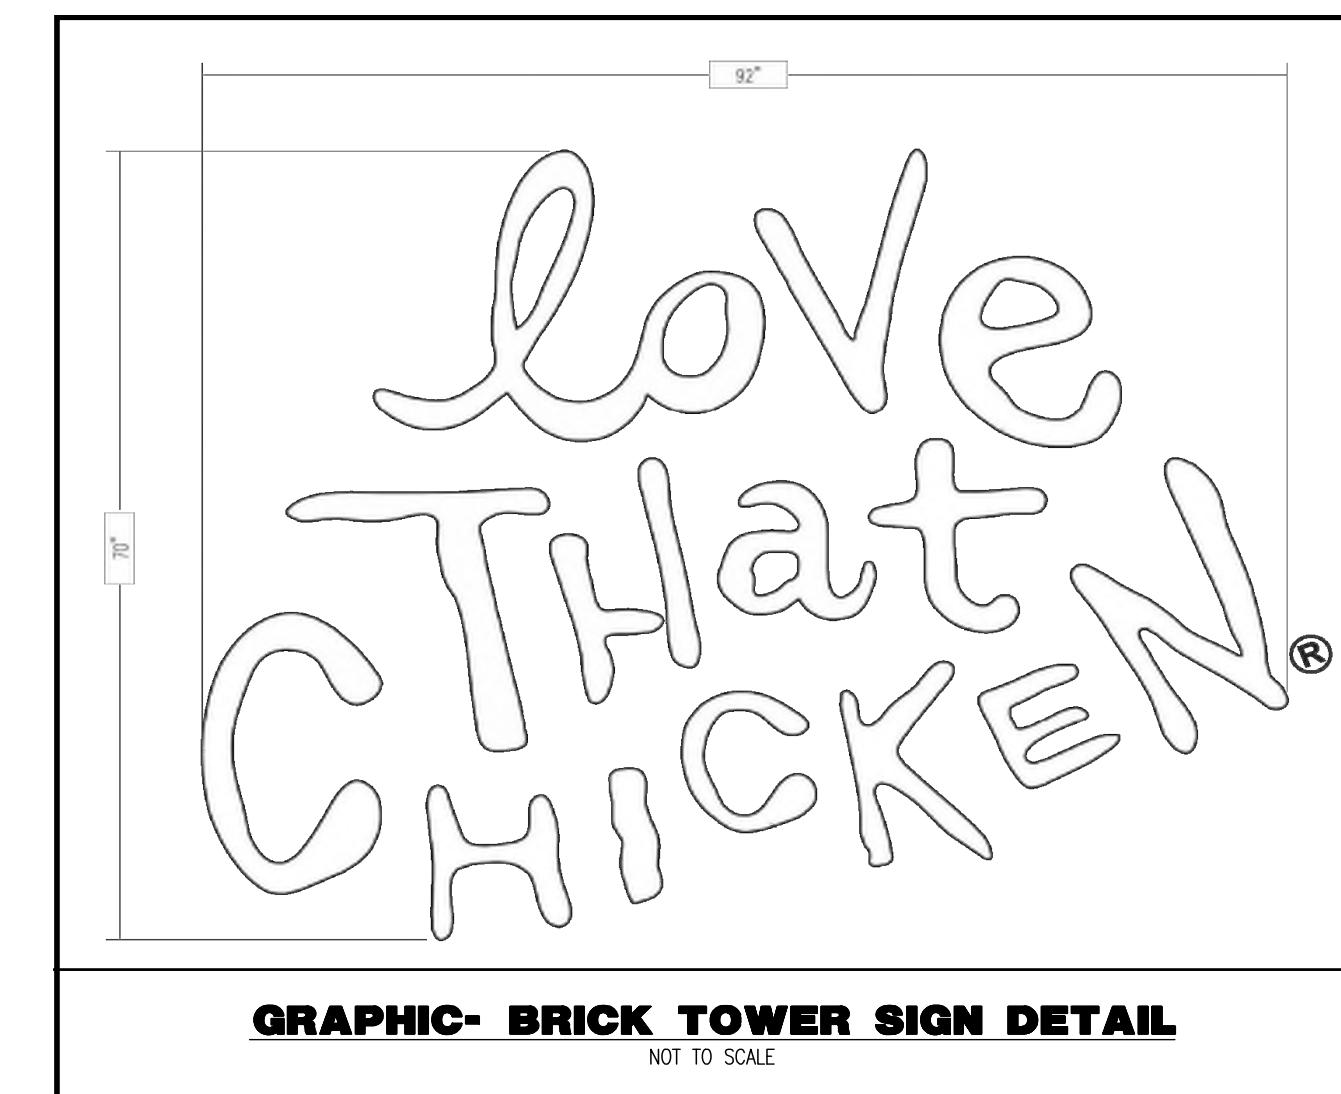 92"
70"
love
THat
CHICKEN®
GRAPHIC- BRICK TOWER SIGN DETAIL
NOT TO SCALE